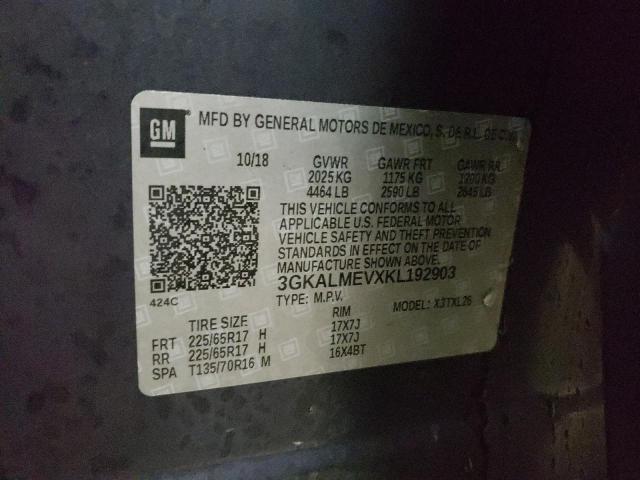 GM
MFD BY GENERAL MOTORS DE MEXICO, S. DE R.L. DE C.V.
10/18 GVWR GAWR FRT GAWR RR
2025 KG 1175 KG 1200 KG
4464 LB 2590 LB 2645 LB
THIS VEHICLE CONFORMS TO ALL
APPLICABLE U.S. FEDERAL MOTOR
VEHICLE SAFETY AND THEFT PREVENTION
STANDARDS IN EFFECT ON THE DATE OF
MANUFACTURE SHOWN ABOVE.
3GKALMEVXKL192903
424C
TYPE: M.P.V. MODEL: X3TXL26
TIRE SIZE RIM
FRT 225/65R17 H 17X7J
RR 225/65R17 H 17X7J
SPA T135/70R16 M 16X4BT